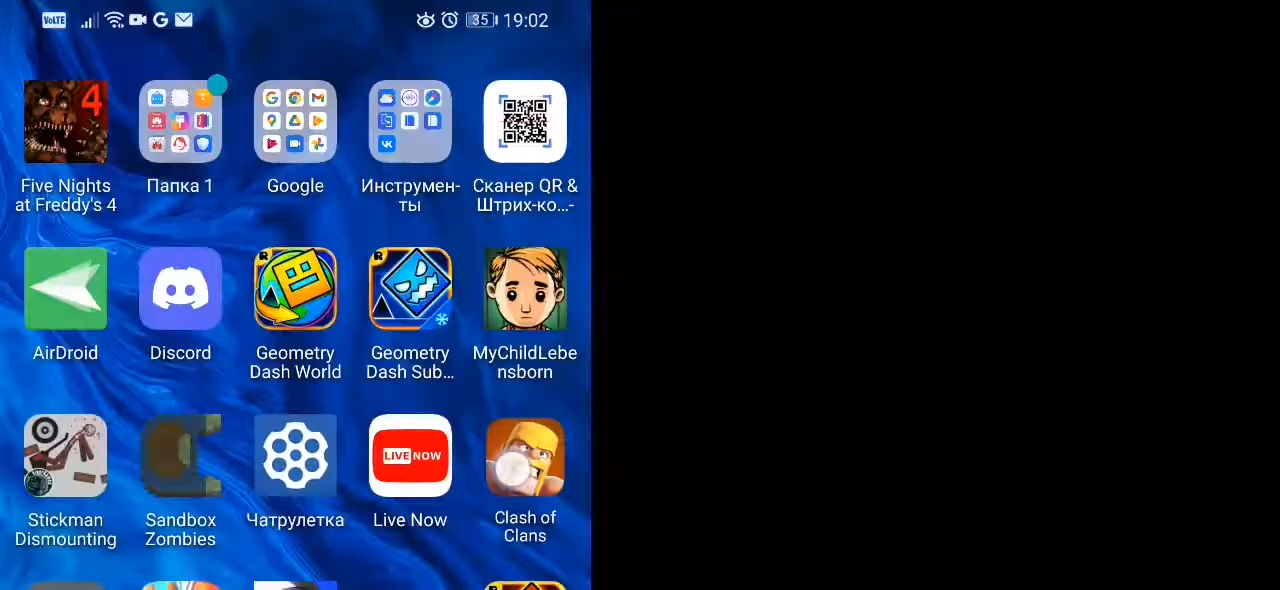 VoLTE
35 19:02
4
Five Nights
at Freddy's 4
Папка 1
Google
Инструмен-
ты
Сканер QR &
Штрих-ко...-
AirDroid
Discord
Geometry
Dash World
Geometry
Dash Sub...
MyChildLebe
nsborn
LIVE NOW
Stickman
Dismounting
Sandbox
Zombies
Чатрулетка
Live Now
Clash of
Clans